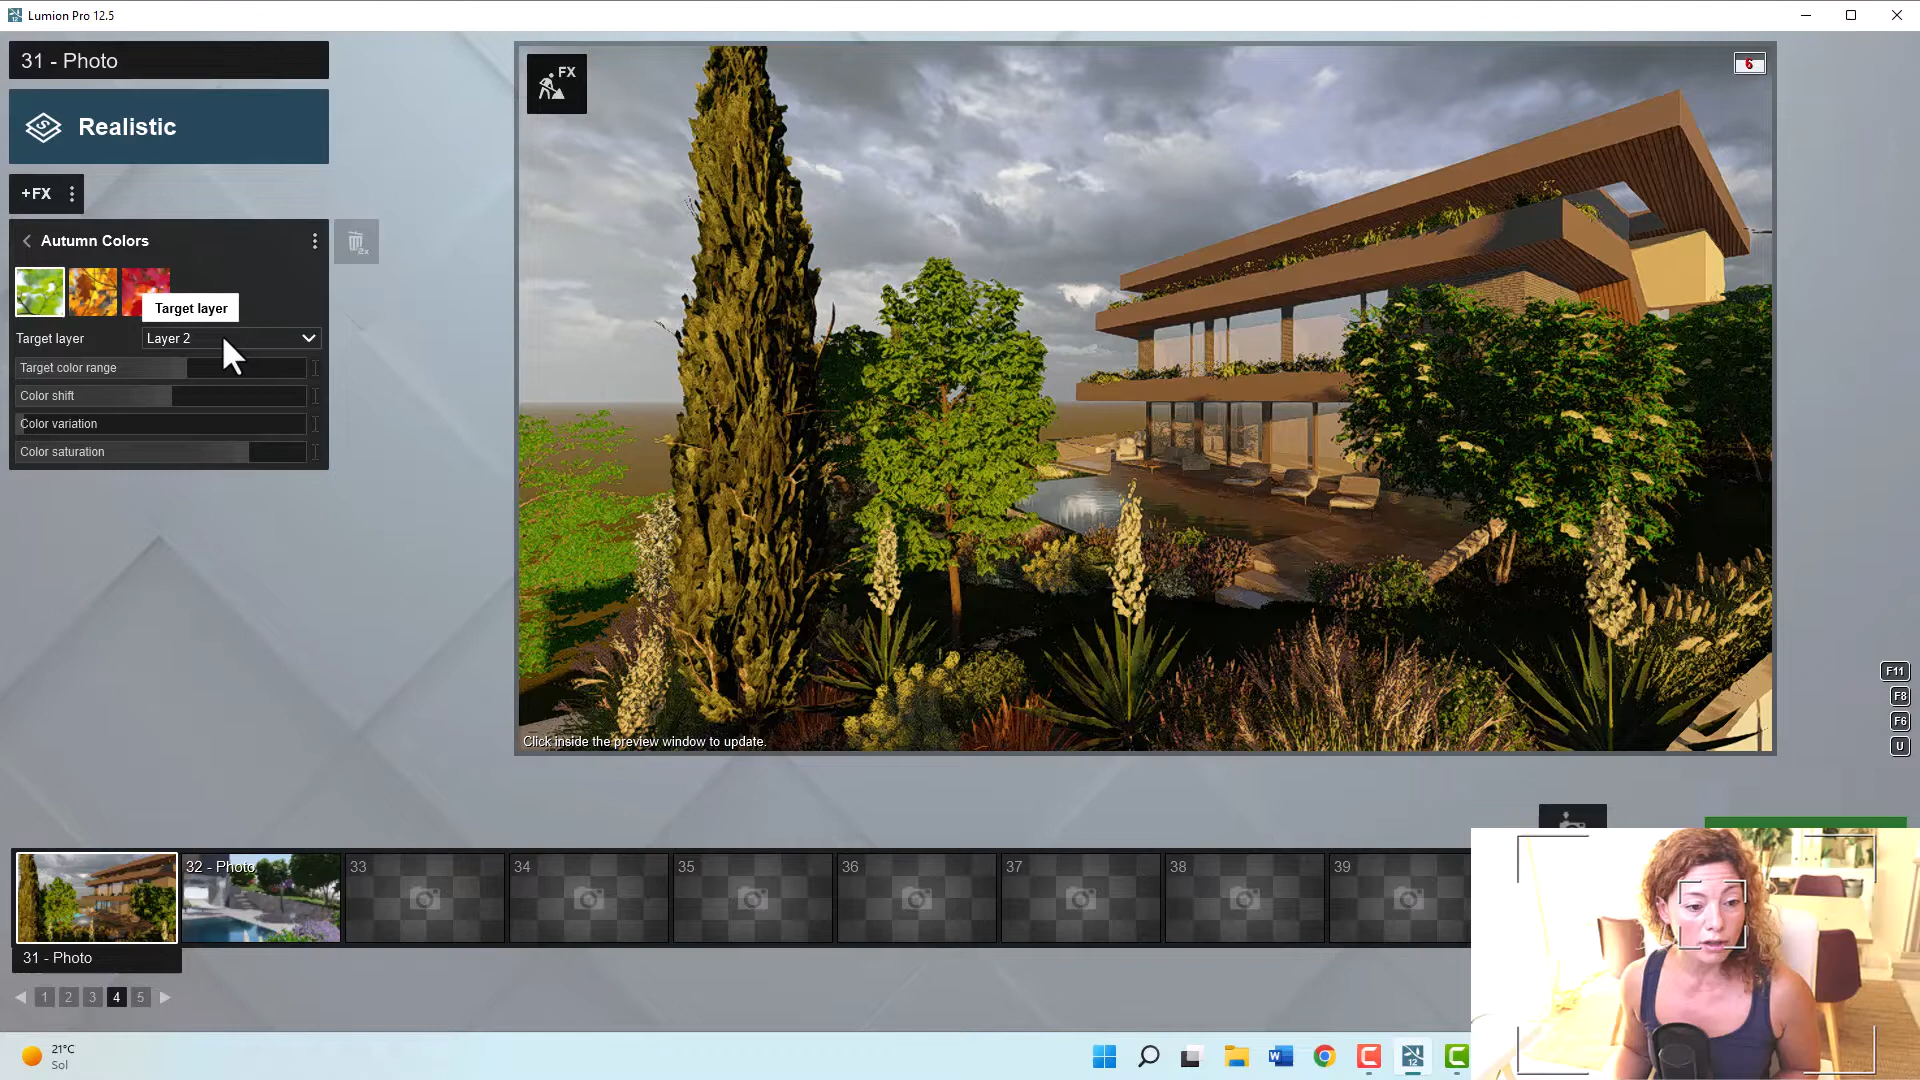 Lumion Pro 12.5
31 - Photo
Realistic
+FX
Autumn Colors
Target layer
Target layer
Layer 2
Target color range
Color shift
Color variation
Color saturation
FX
6
Click inside the preview window to update.
F11
F8
F6
U
32 - Photo
33
34
35
36
37
38
39
31 - Photo
1
2
3
4
5
21°C
Sol